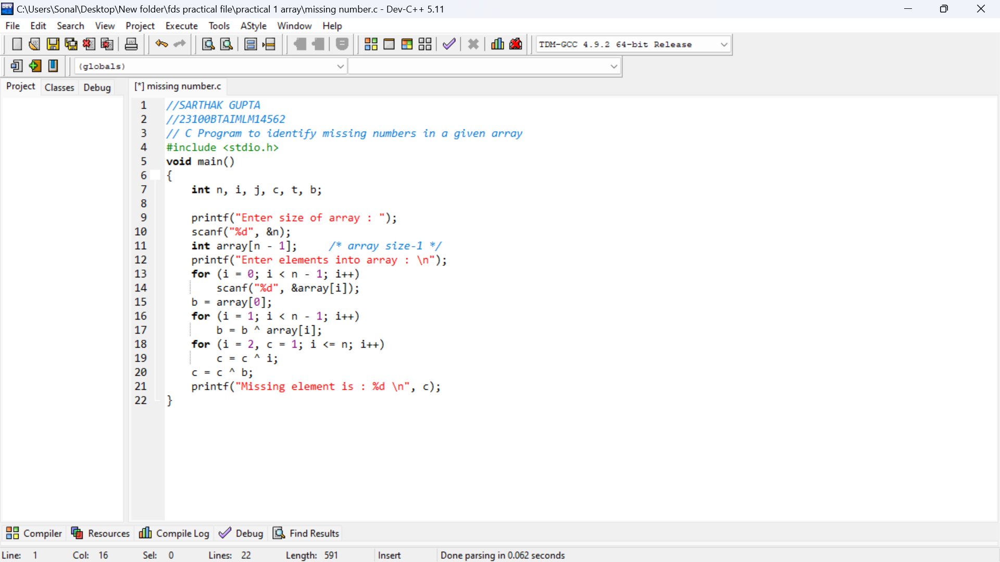 C:\Users\Sonal\Desktop\New folder\fds practical file\practical 1 array\missing number.c - Dev-C++ 5.11
File Edit Search View Project Execute Tools AStyle Window Help
TDM-GCC 4.9.2 64-bit Release
(globals)
Project Classes Debug [*] missing number.c
1 //SARTHAK GUPTA
2 //23100BTAIMLM14562
3 // C Program to identify missing numbers in a given array
4 #include <stdio.h>
5 void main()
6 {
7 int n, i, j, c, t, b;
8
9 printf("Enter size of array : ");
10 scanf("%d", &n);
11 int array[n - 1]; /* array size-1 */
12 printf("Enter elements into array : \n");
13 for (i = 0; i < n - 1; i++)
14 scanf("%d", &array[i]);
15 b = array[0];
16 for (i = 1; i < n - 1; i++)
17 b = b ^ array[i];
18 for (i = 2, c = 1; i <= n; i++)
19 c = c ^ i;
20 c = c ^ b;
21 printf("Missing element is : %d \n", c);
22 }
Compiler Resources Compile Log Debug Find Results
Line: 1 Col: 16 Sel: 0 Lines: 22 Length: 591 Insert Done parsing in 0.062 seconds